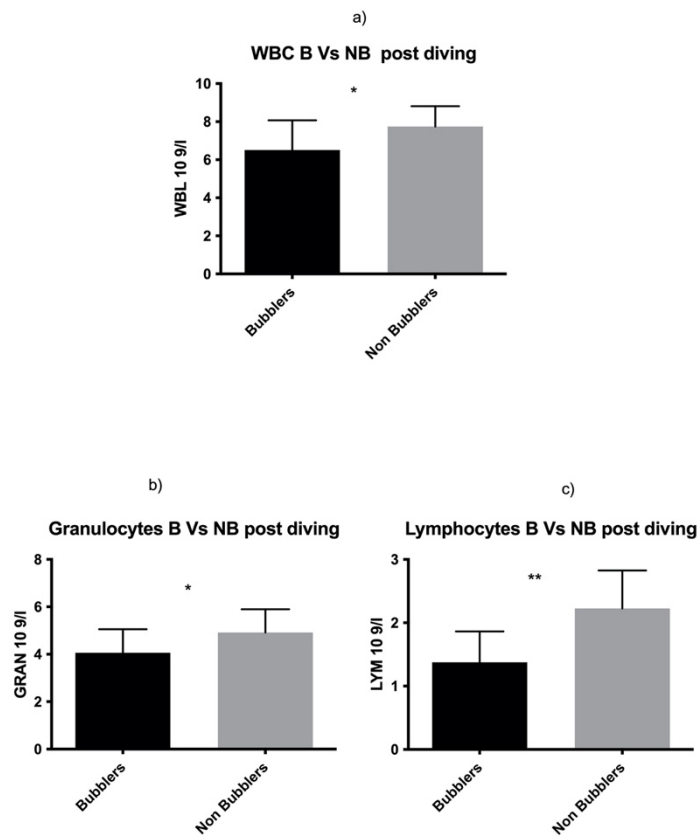 a)
WBC B Vs NB  post diving
WBL 10 9/l
10
8
6
4
2
0
*
Bubblers
Non Bubblers
b)
Granulocytes B Vs NB post diving
GRAN 10 9/l
8
6
4
2
0
*
Bubblers
Non Bubblers
c)
Lymphocytes B Vs NB post diving
LYM 10 9/l
3
2
1
0
**
Bubblers
Non Bubblers